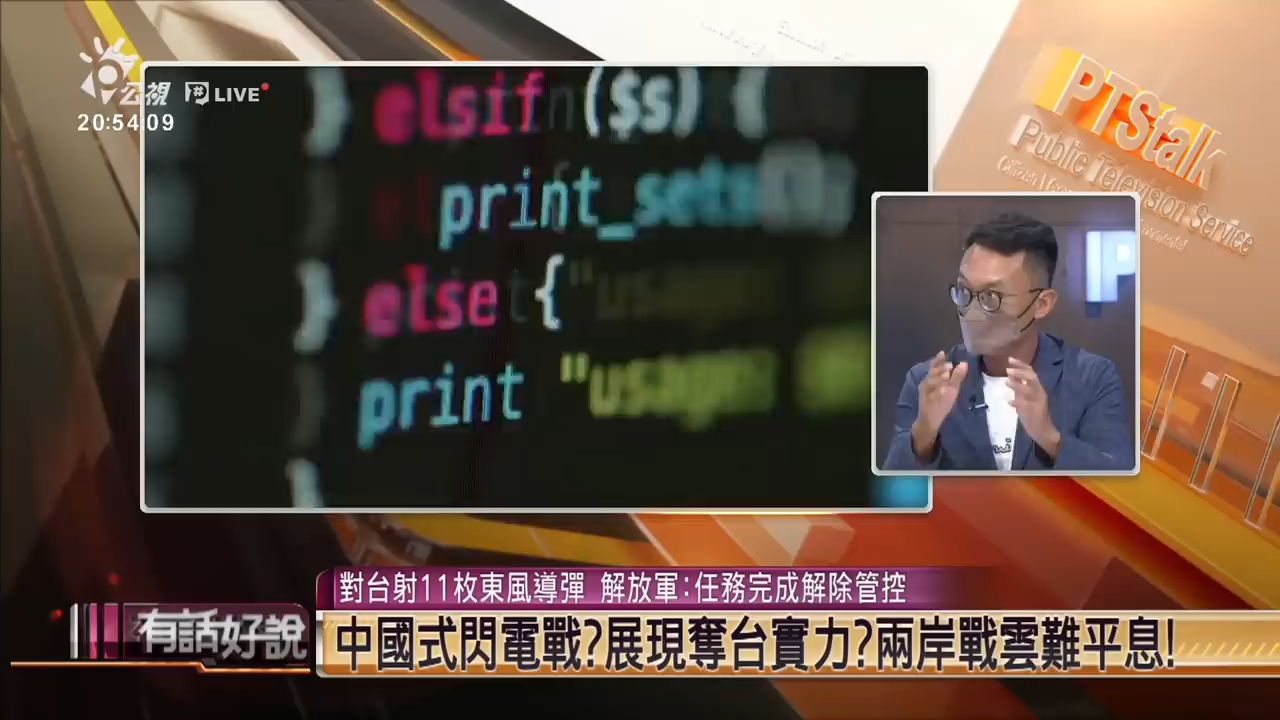 公視 LIVE
20:54:09
} elsif ($s) {
print_sets
} else {
print "usage
}
PTStalk
Public Television Service
P
對台射11枚東風導彈 解放軍:任務完成解除管控
有話好說
中國式閃電戰?展現奪台實力?兩岸戰雲難平息!